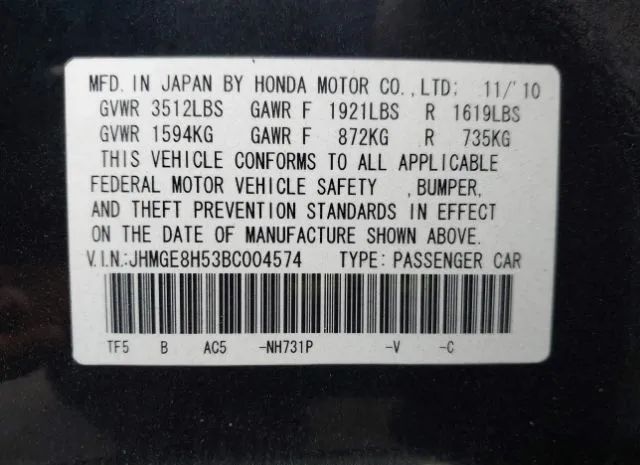 MFD. IN JAPAN BY HONDA MOTOR CO., LTD: 11/'10
GVWR 3512LBS GAWR F 1921LBS R 1619LBS
GVWR 1594KG GAWR F 872KG R 735KG
THIS VEHICLE CONFORMS TO ALL APPLICABLE
FEDERAL MOTOR VEHICLE SAFETY , BUMPER,
AND THEFT PREVENTION STANDARDS IN EFFECT
ON THE DATE OF MANUFACTURE SHOWN ABOVE.
V.I.N.:JHMGE8H53BC004574 TYPE: PASSENGER CAR
TF5 B AC5 -NH731P -V -C